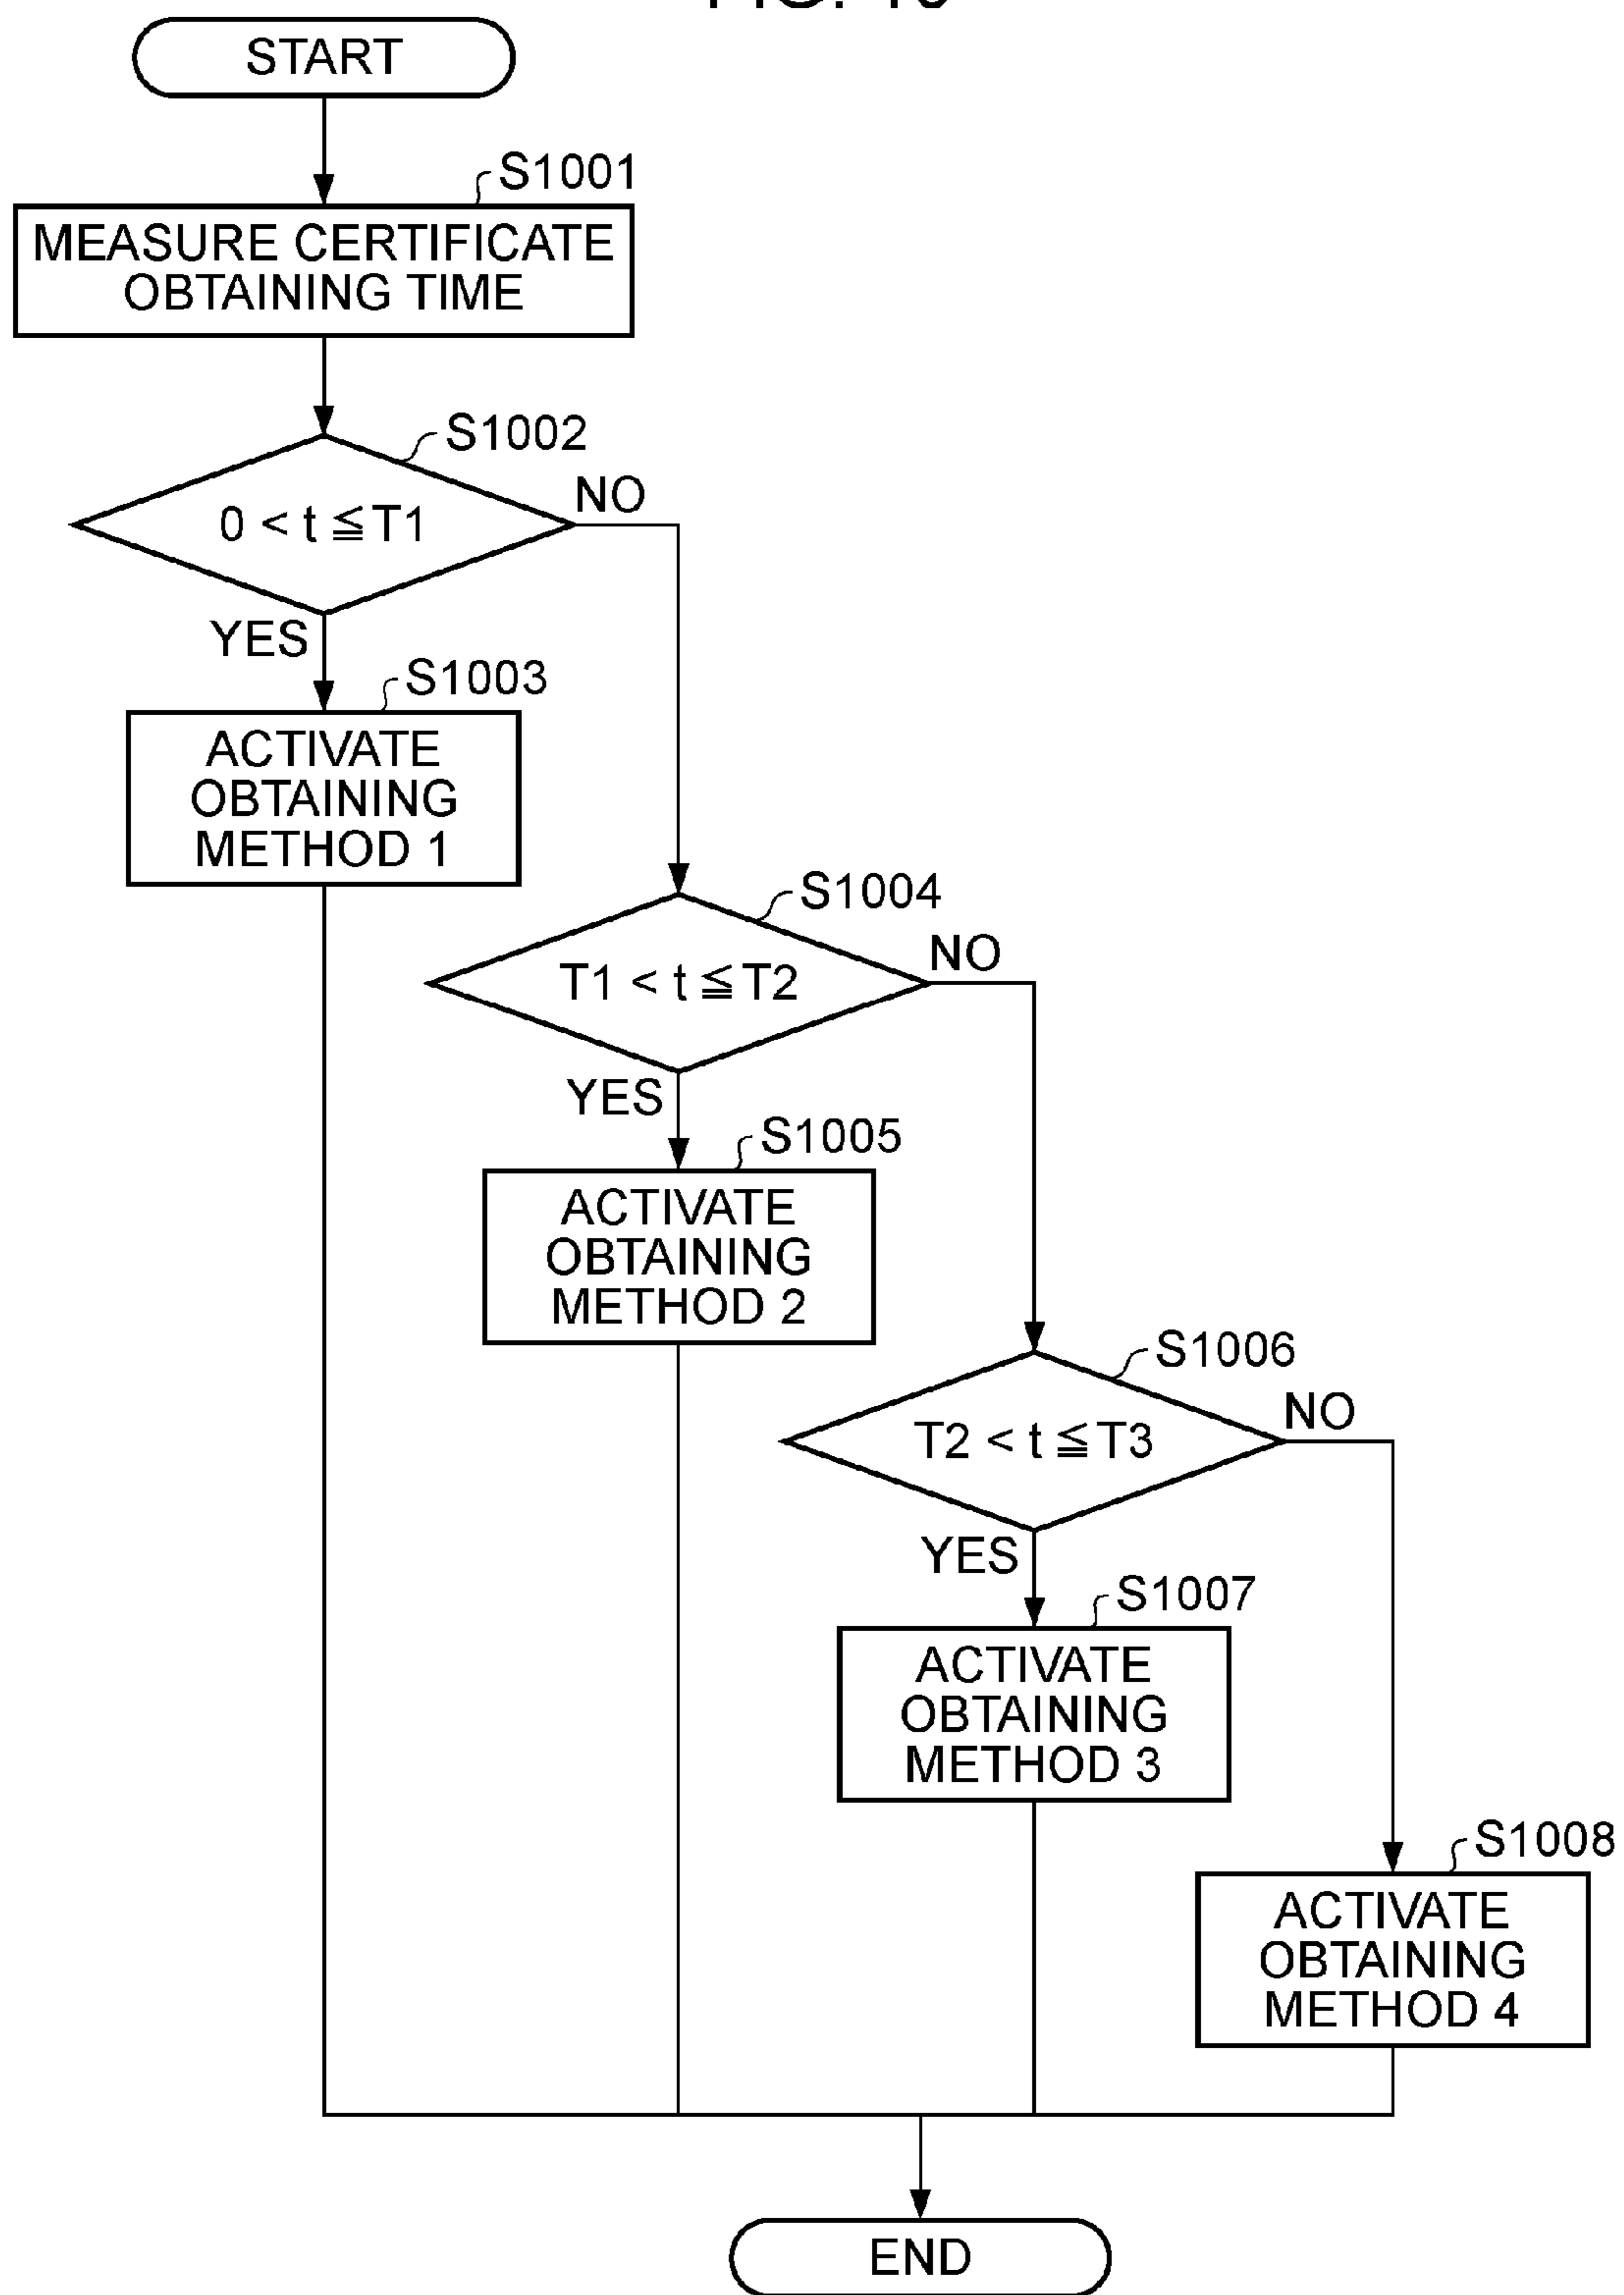 START
S1001
MEASURE CERTIFICATE
OBTAINING TIME
S1002
0 < t ≦ T1
NO
YES
S1003
ACTIVATE
OBTAINING
METHOD 1
S1004
T1 < t ≦ T2
NO
YES
S1005
ACTIVATE
OBTAINING
METHOD 2
S1006
T2 < t ≦ T3
NO
YES
S1007
ACTIVATE
OBTAINING
METHOD 3
S1008
ACTIVATE
OBTAINING
METHOD 4
END